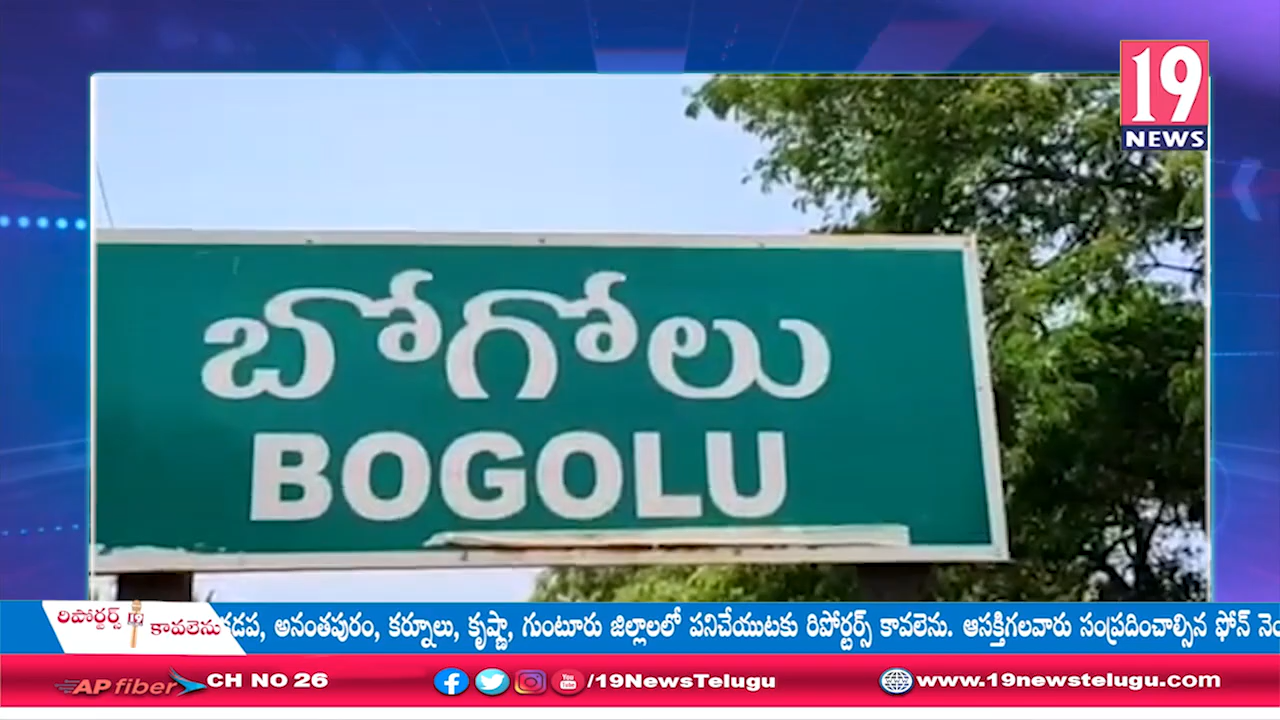 19
NEWS
బోగోలు
BOGOLU
రిపోర్టర్స్ కావలెను
కడప, అనంతపురం, కర్నూలు, కృష్ణా, గుంటూరు జిల్లాలలో పనిచేయుటకు రిపోర్టర్స్ కావలెను. ఆసక్తిగలవారు సంప్రదించాల్సిన ఫోన్
AP fiber CH NO 26 /19NewsTelugu www.19newstelugu.com